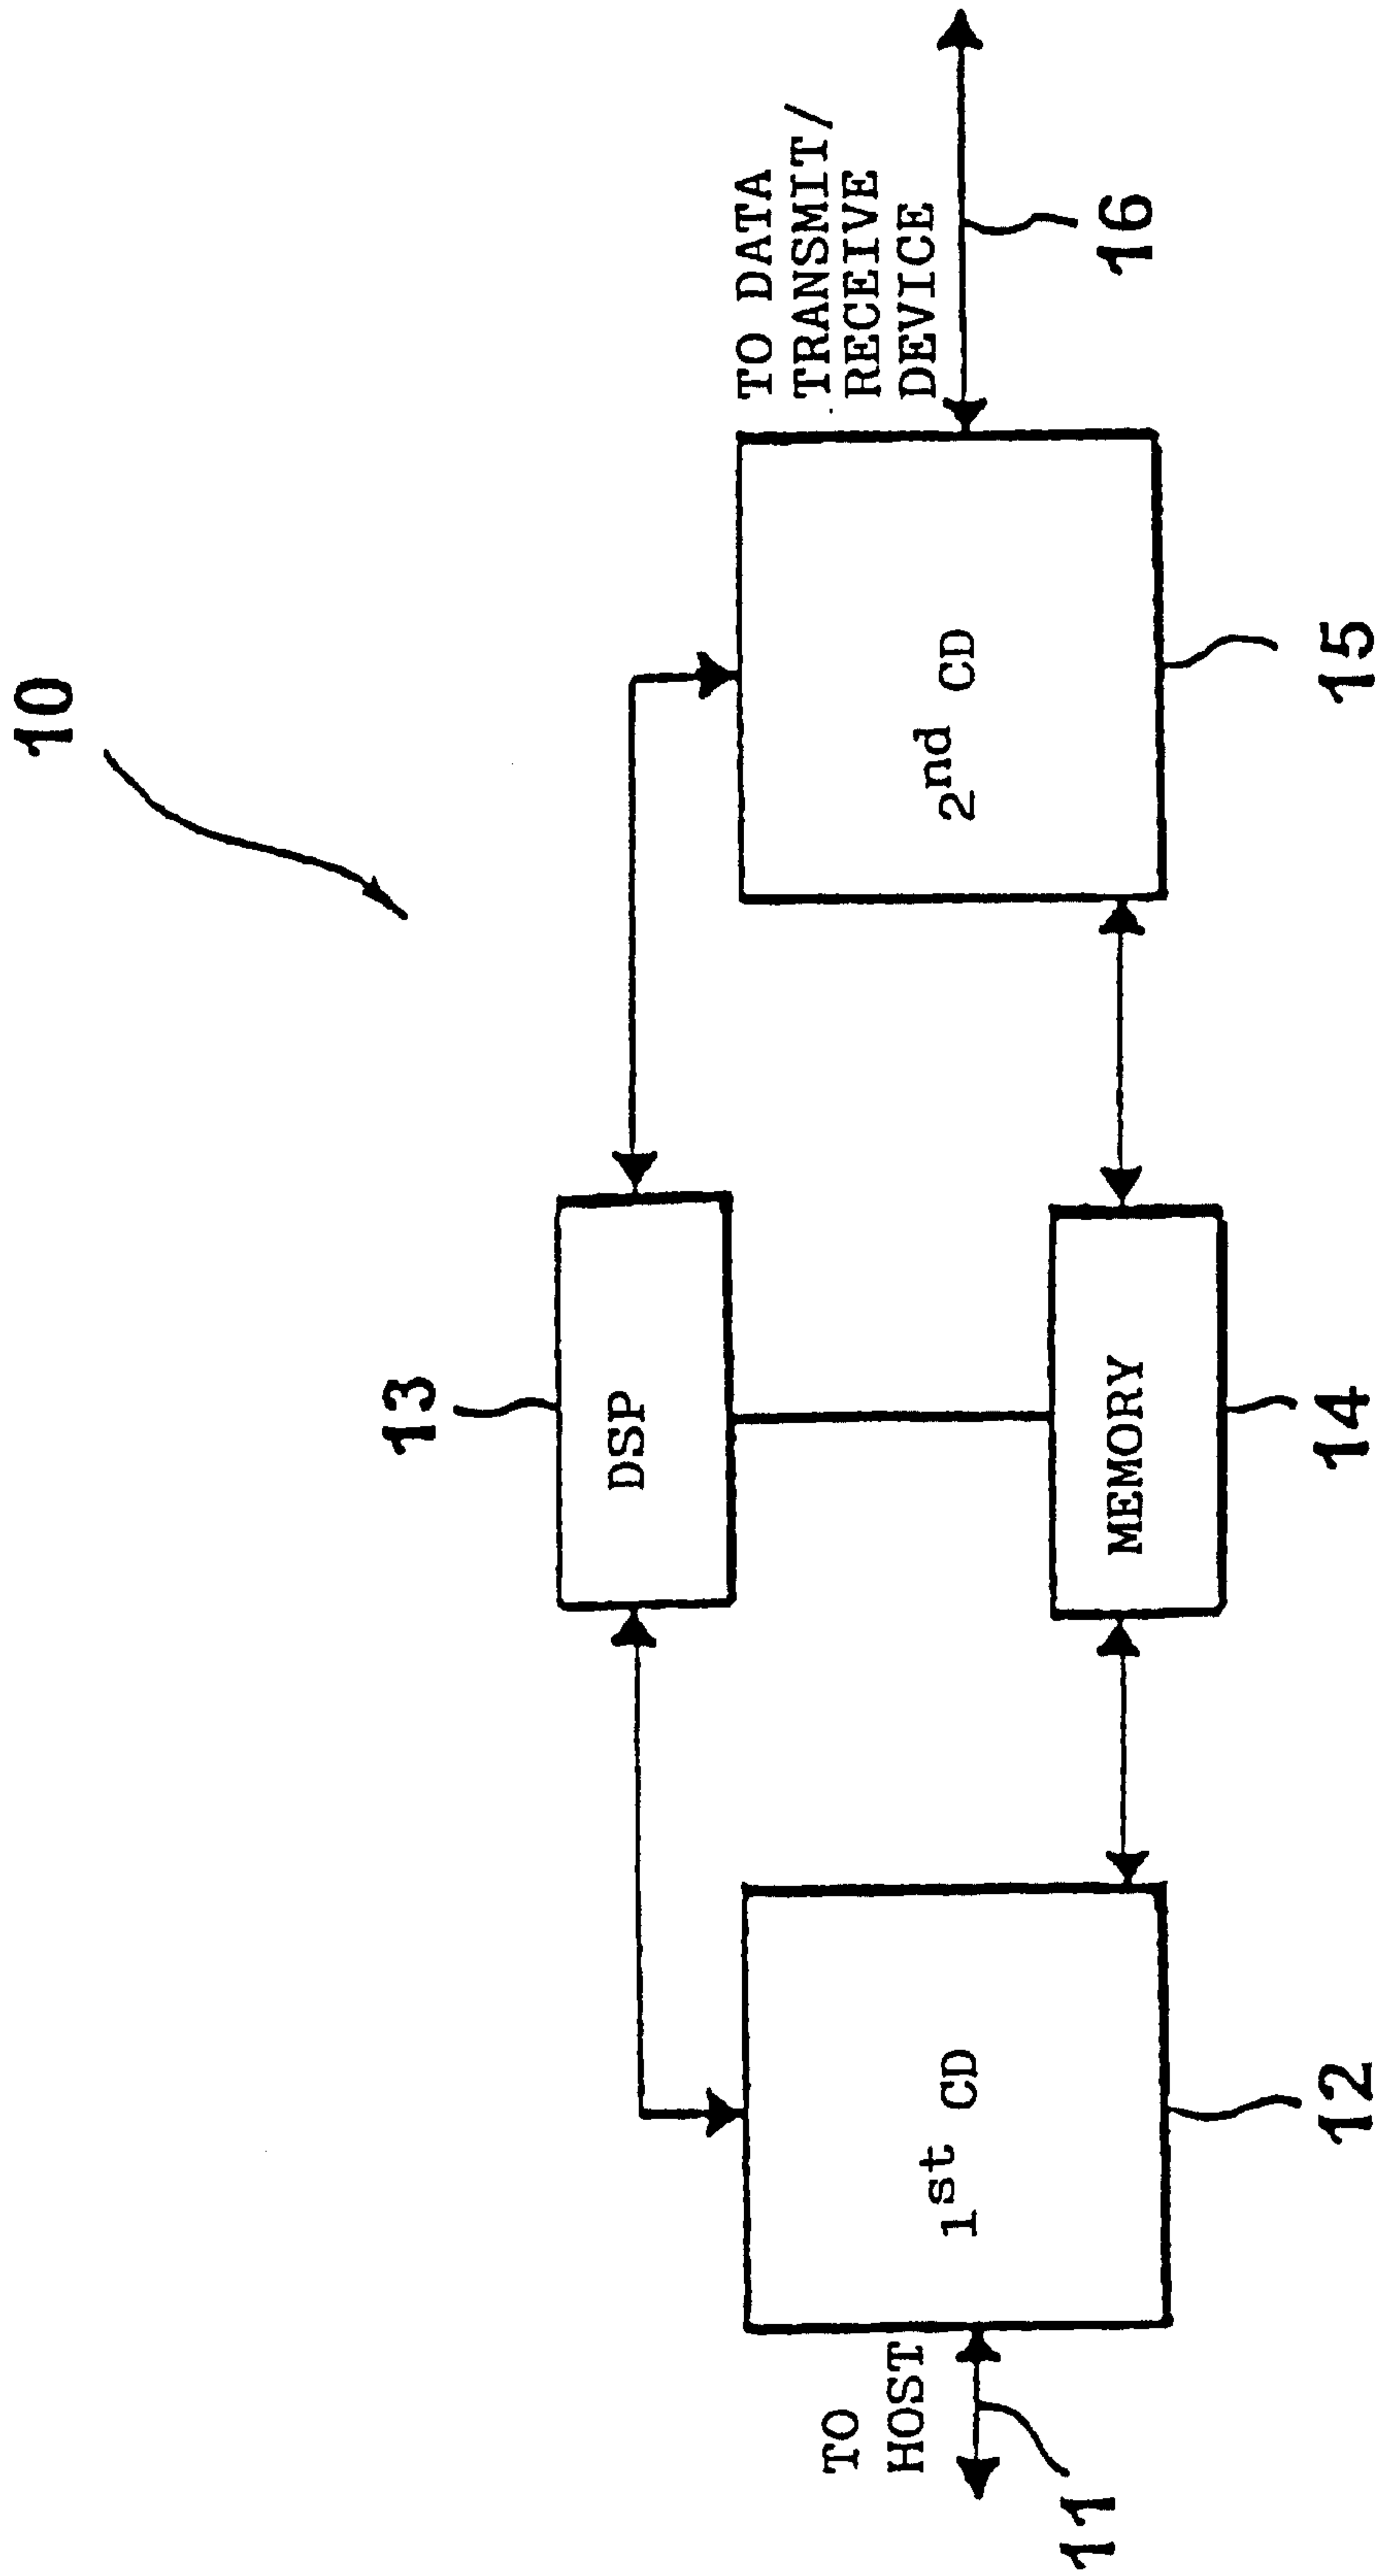 10
13
DSP
TO DATA
TRANSMIT/
RECEIVE
DEVICE
16
TO
HOST
11
1st CD
12
MEMORY
14
2nd CD
15